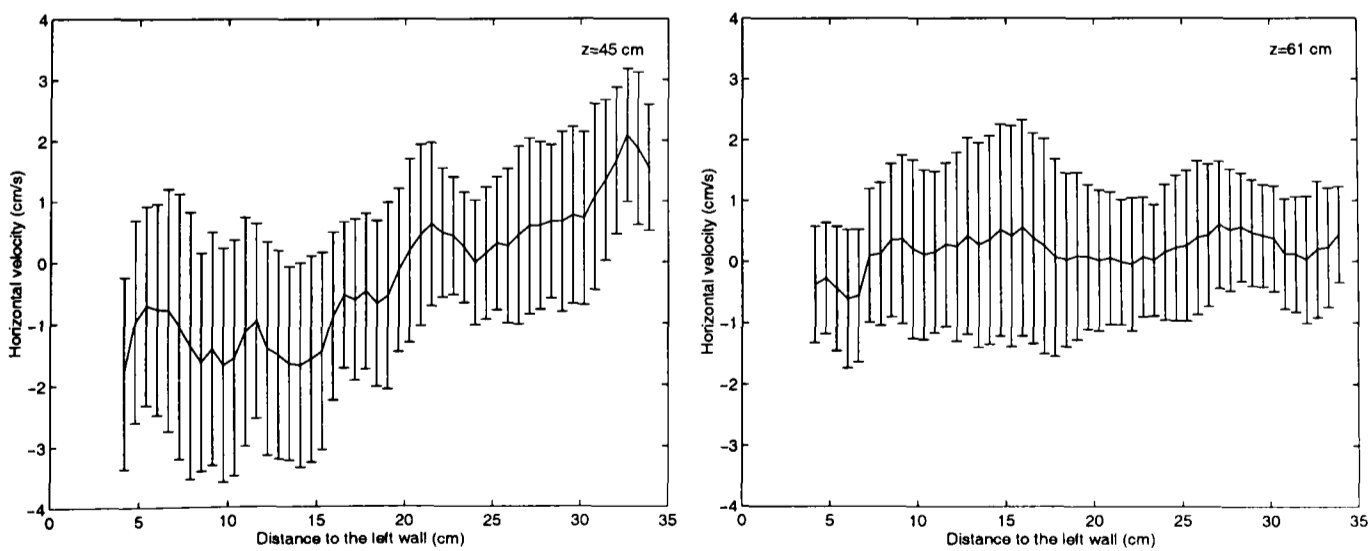 z=45 cm
Horizontal velocity (cm/s)
4
3
2
1
0
−1
−2
−3
−4
0 5 10 15 20 25 30 35
Distance to the left wall (cm)
z=61 cm
Horizontal velocity (cm/s)
4
3
2
1
0
−1
−2
−3
−4
0 5 10 15 20 25 30 35
Distance to the left wall (cm)